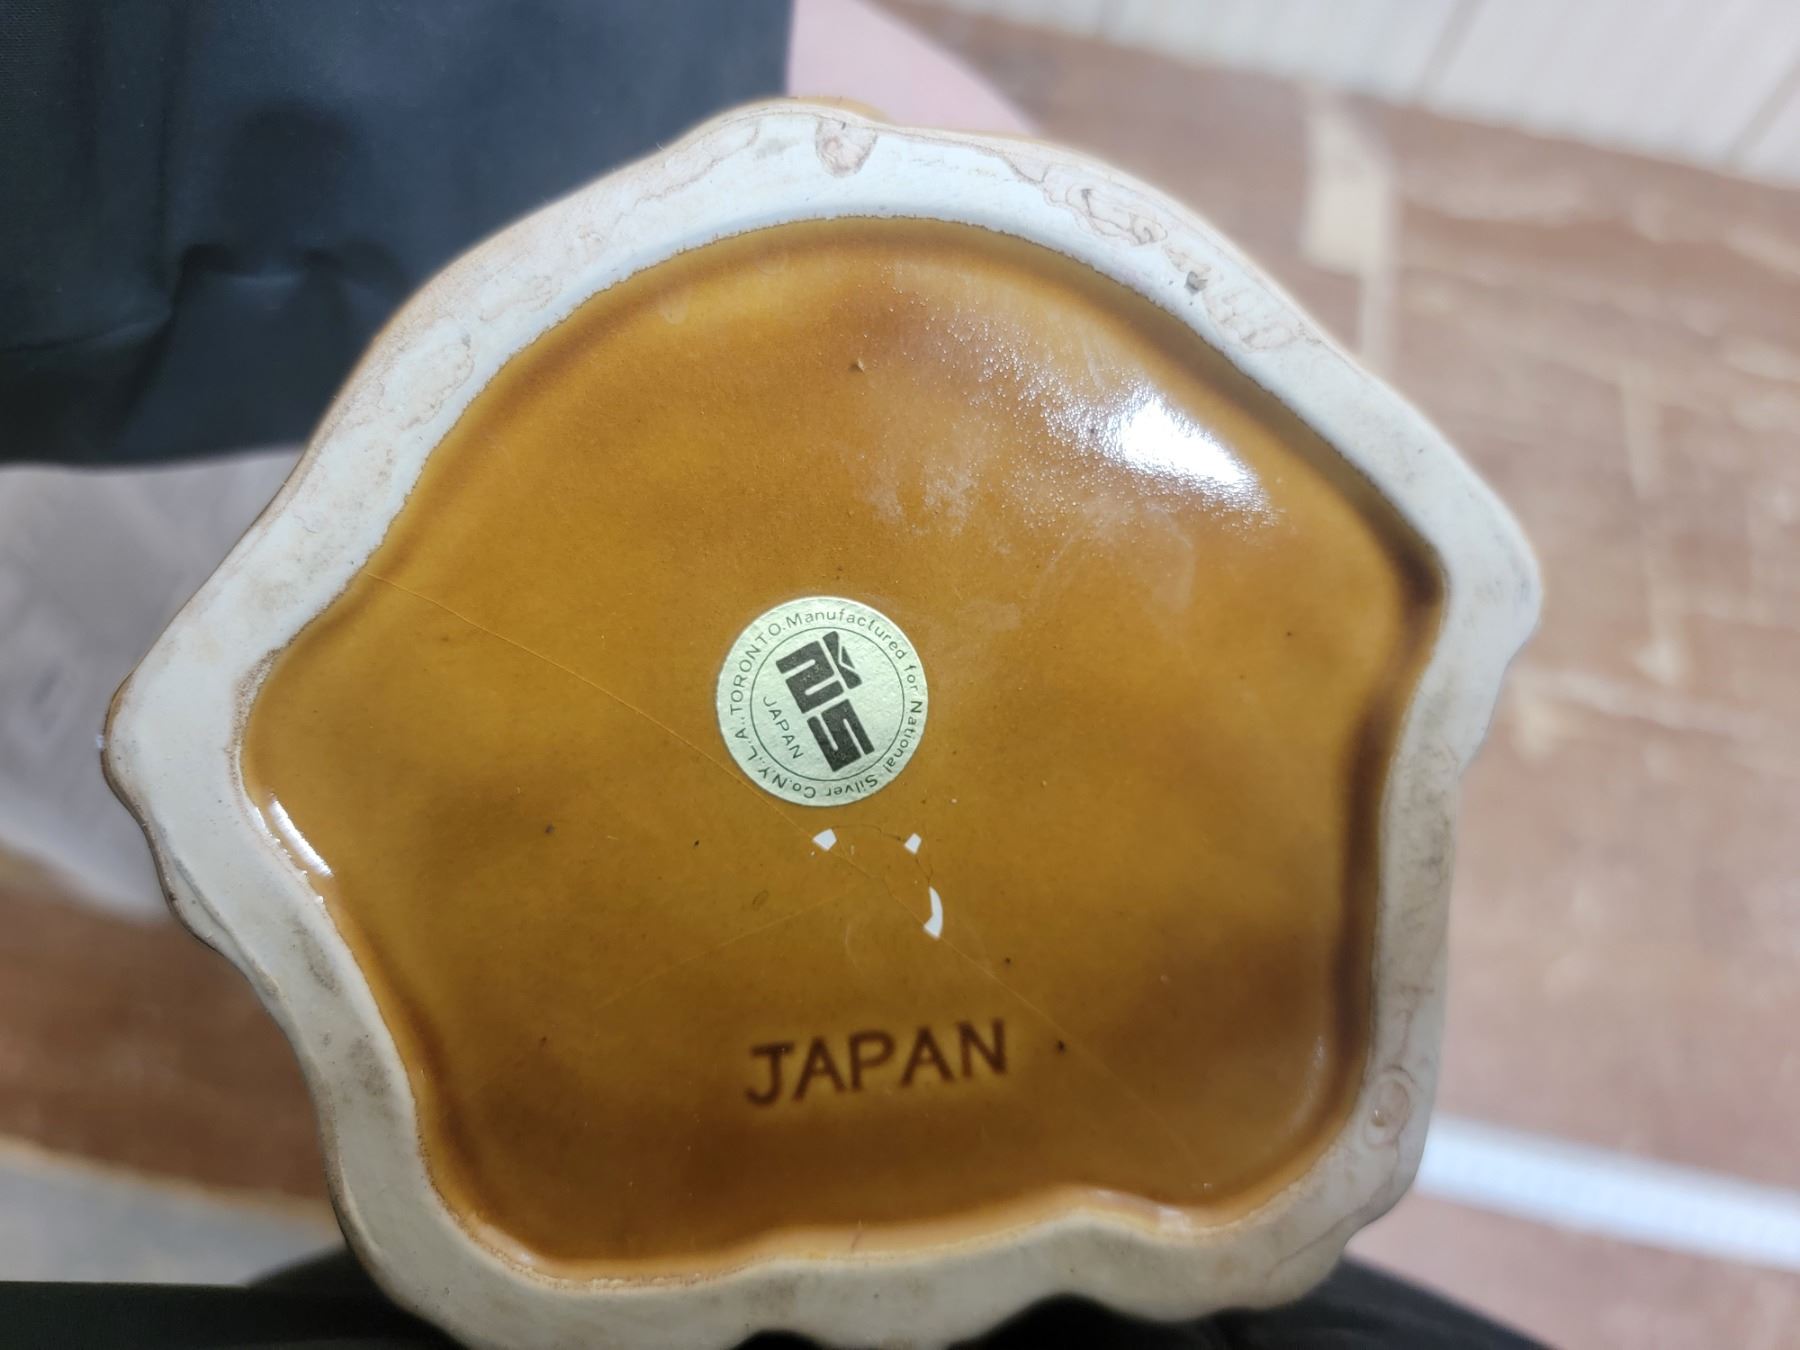 Manufactured for National Silver Co.N.Y., L.A., TORONTO.
NS
JAPAN
JAPAN